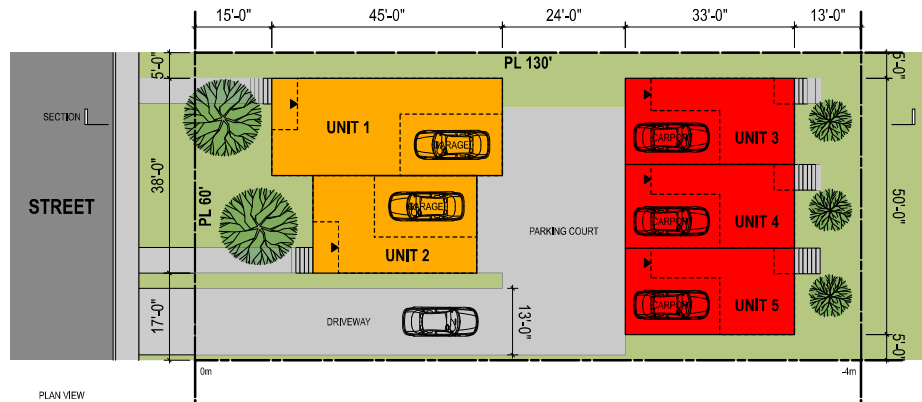 15'-0"
45'-0"
24'-0"
33'-0"
13'-0"
5'-0"
PL 130'
5'-0"
SECTION
UNIT 1
GARAGE
UNIT 3
CARPORT
38'-0"
STREET
PL 60'
GARAGE
UNIT 2
PARKING COURT
UNIT 4
CARPORT
50'-0"
17'-0"
DRIVEWAY
13'-0"
CARPORT
UNIT 5
5'-0"
0m
-4m
PLAN VIEW